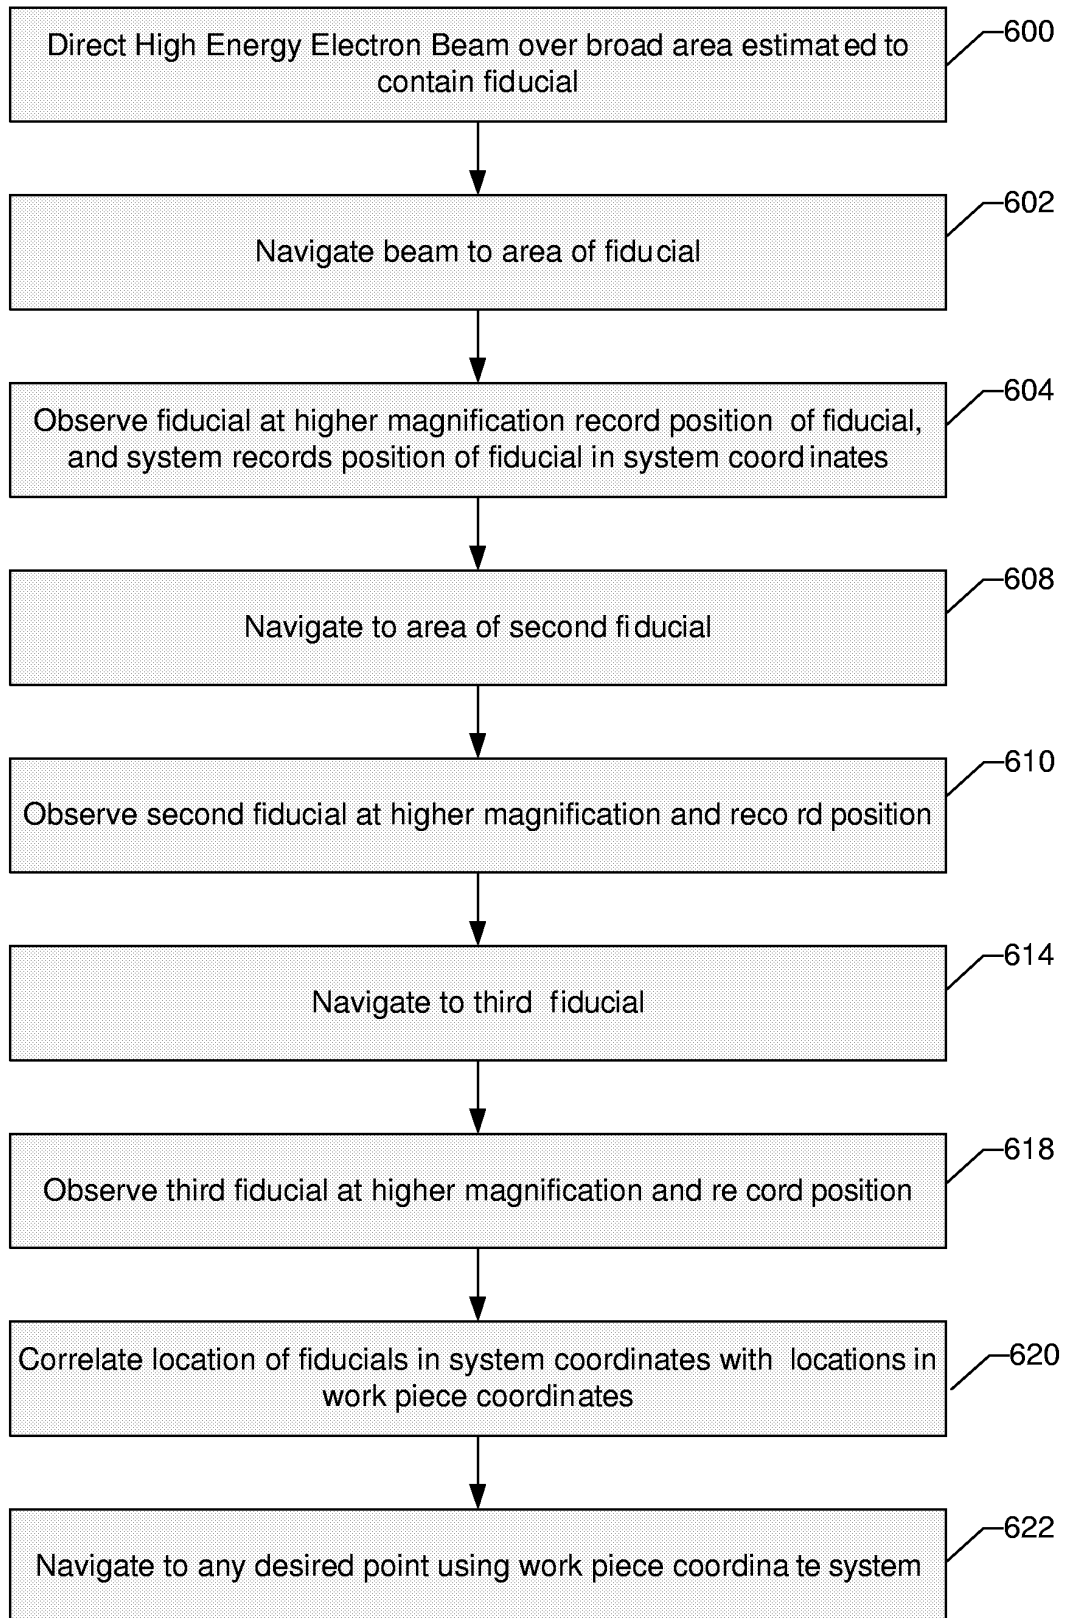 Direct High Energy Electron Beam over broad area estimated to
contain fiducial
600
Navigate beam to area of fiducial
602
Observe fiducial at higher magnification record position of fiducial,
and system records position of fiducial in system coordinates
604
Navigate to area of second fiducial
608
Observe second fiducial at higher magnification and record position
610
Navigate to third fiducial
614
Observe third fiducial at higher magnification and record position
618
Correlate location of fiducials in system coordinates with locations in
work piece coordinates
620
Navigate to any desired point using work piece coordinate system
622